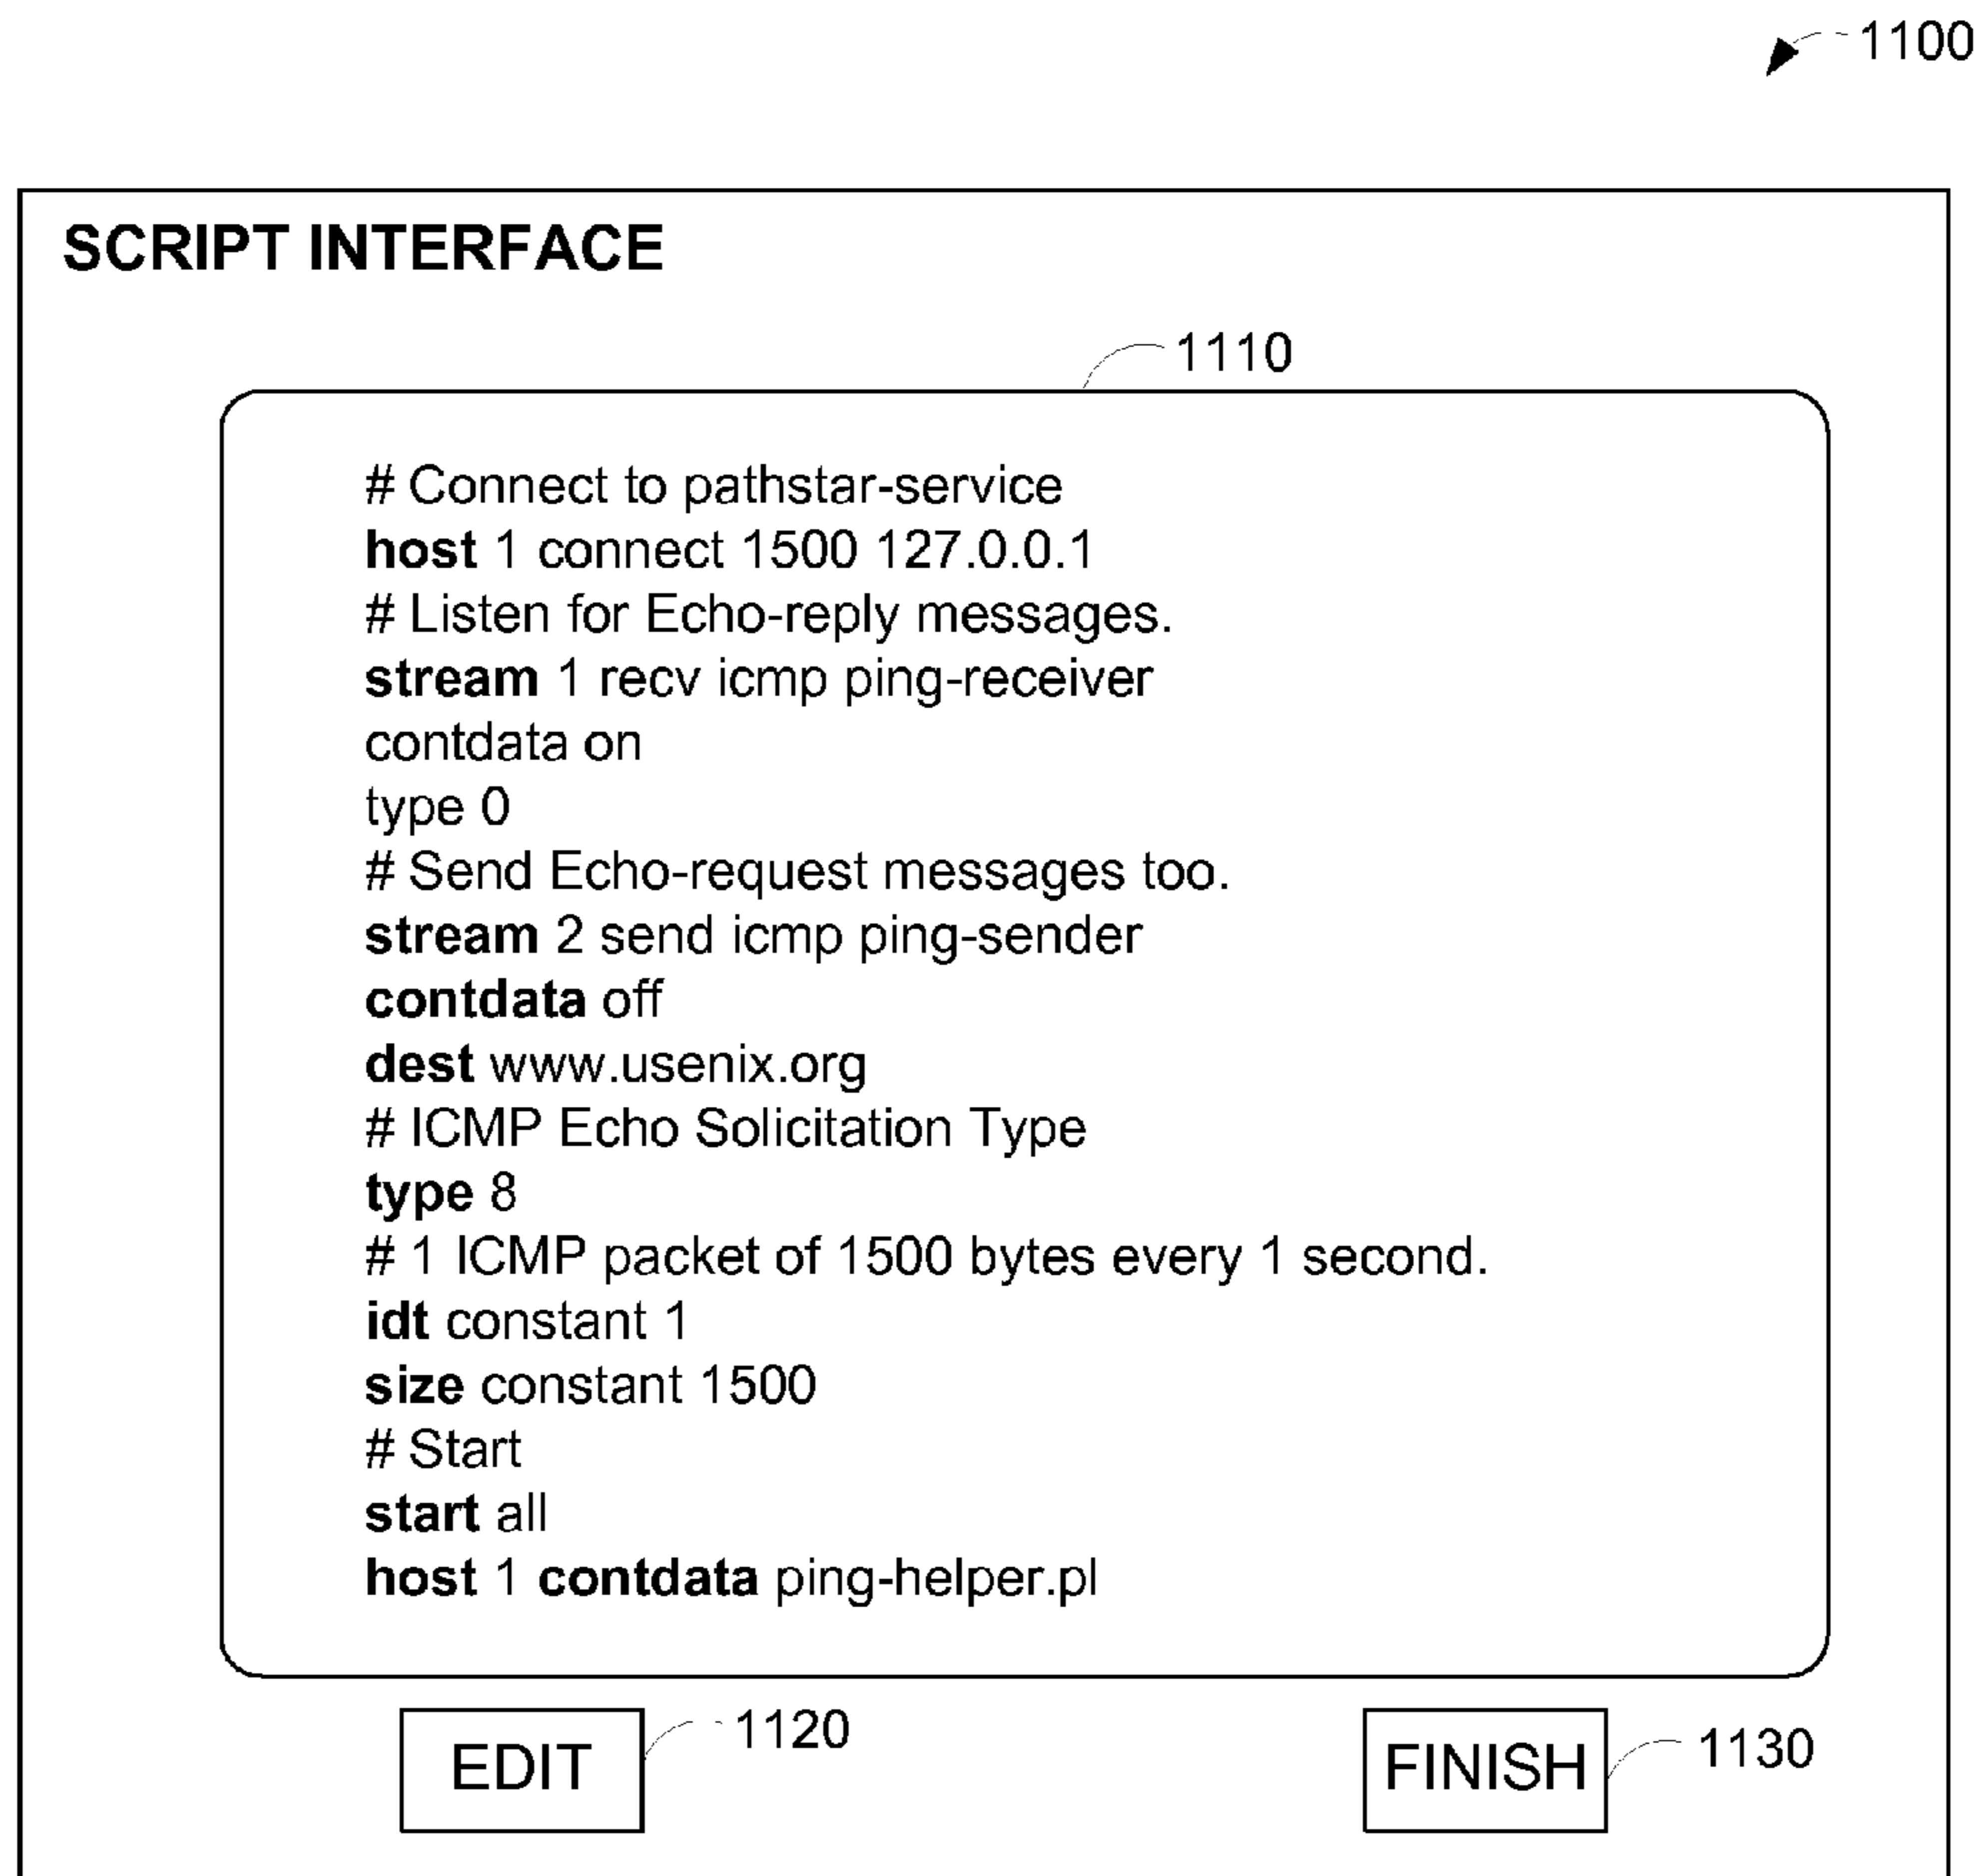 1100
SCRIPT INTERFACE
1110
# Connect to pathstar-service
host 1 connect 1500 127.0.0.1
# Listen for Echo-reply messages.
stream 1 recv icmp ping-receiver
contdata on
type 0
# Send Echo-request messages too.
stream 2 send icmp ping-sender
contdata off
dest www.usenix.org
# ICMP Echo Solicitation Type
type 8
# 1 ICMP packet of 1500 bytes every 1 second.
idt constant 1
size constant 1500
# Start
start all
host 1 contdata ping-helper.pl
EDIT
1120
FINISH
1130